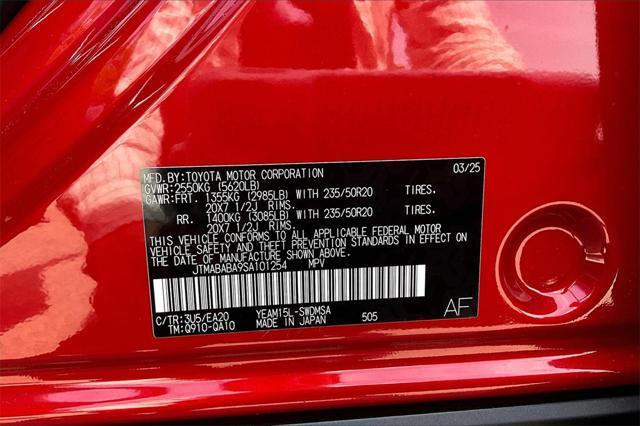 MFD.BY:TOYOTA MOTOR CORPORATION 03/25
GVWR:2550KG (5620LB)
GAWR:FRT. 1355KG (2985LB) WITH 235/50R20 TIRES.
20X7 1/2J RIMS.
RR. 1400KG (3085LB) WITH 235/50R20 TIRES.
20X7 1/2J RIMS.
THIS VEHICLE CONFORMS TO ALL APPLICABLE FEDERAL MOTOR
VEHICLE SAFETY AND THEFT PREVENTION STANDARDS IN EFFECT
ON THE DATE OF MANUFACTURE SHOWN ABOVE.
JTMABABA9SA101254 MPV
C/TR:3U5/EA20 YEAM15L-SWDMSA
TM:Q910-QA10 MADE IN JAPAN 505 AF